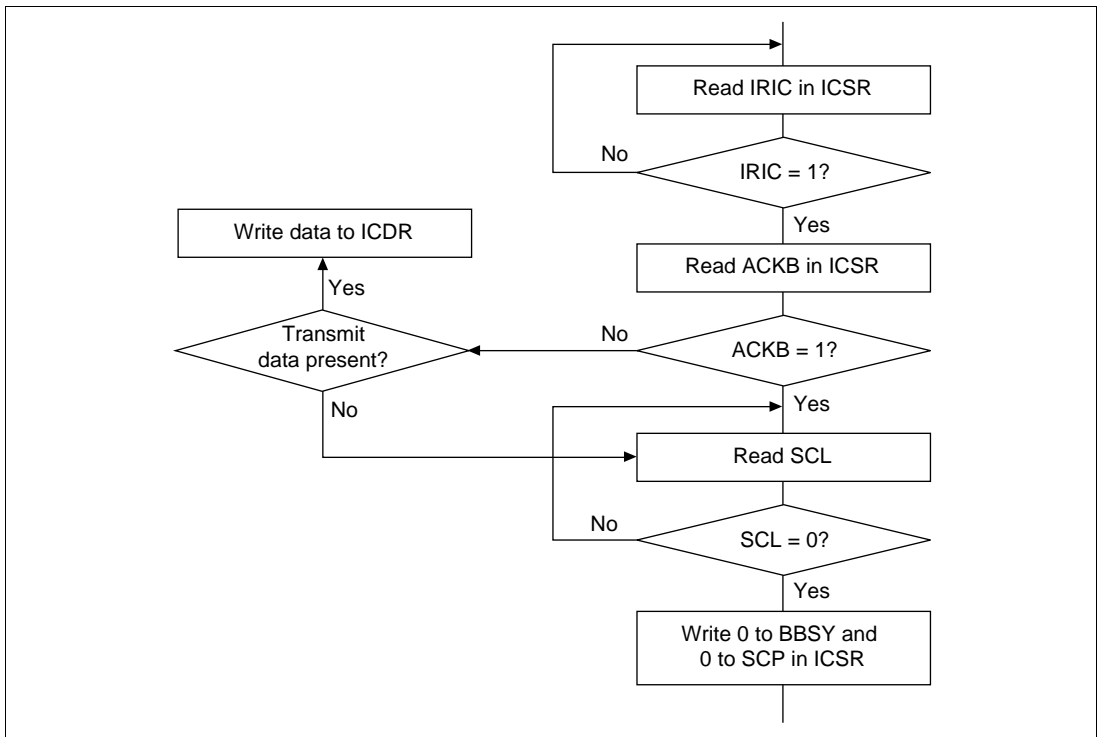 Read IRIC in ICSR
No
IRIC = 1?
Yes
Write data to ICDR
Read ACKB in ICSR
Yes
Transmit
data present?
No
ACKB = 1?
No
Yes
Read SCL
No
SCL = 0?
Yes
Write 0 to BBSY and
0 to SCP in ICSR